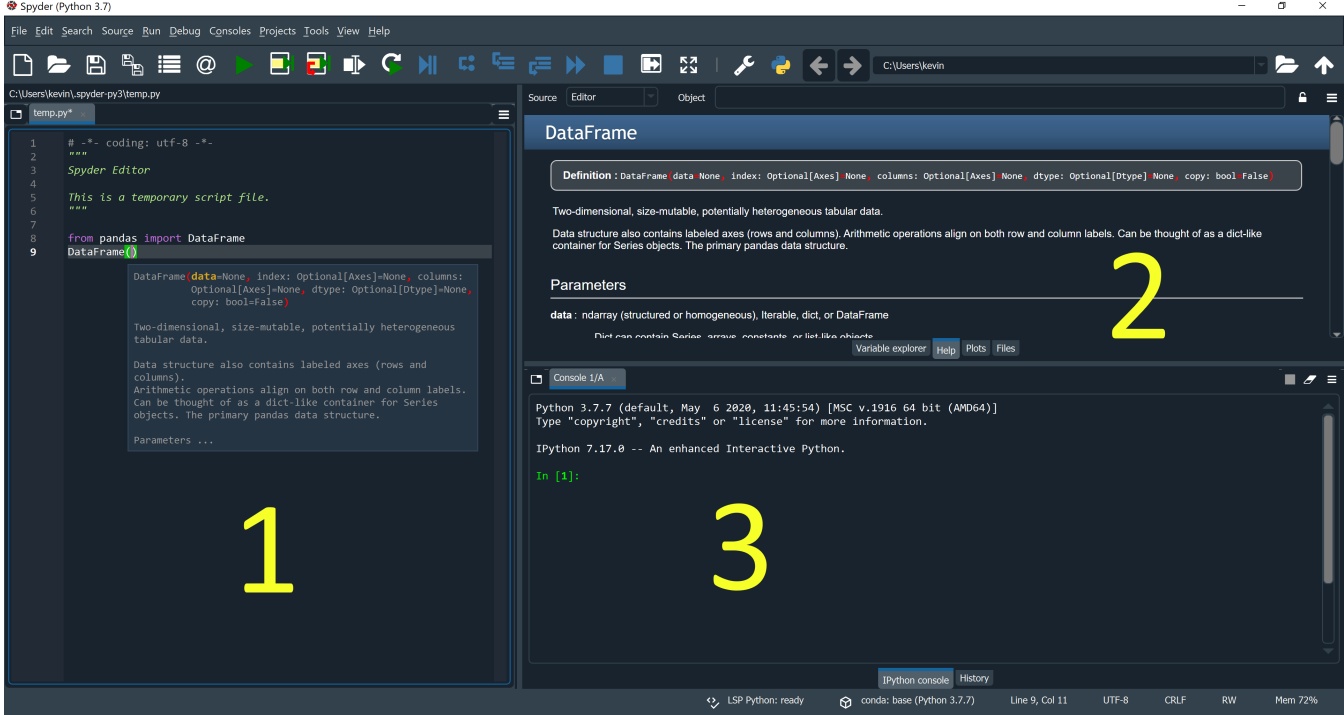 Spyder (Python 3.7)
File Edit Search Source Run Debug Consoles Projects Tools View Help
C:\Users\kevin
C:\Users\kevin\.spyder-py3\temp.py
temp.py*
1 # -*- coding: utf-8 -*-
2 """
3 Spyder Editor
4
5 This is a temporary script file.
6 """
7
8 from pandas import DataFrame
9 DataFrame()
DataFrame(data=None, index: Optional[Axes]=None, columns:
Optional[Axes]=None, dtype: Optional[Dtype]=None,
copy: bool=False)
Two-dimensional, size-mutable, potentially heterogeneous
tabular data.
Data structure also contains labeled axes (rows and
columns).
Arithmetic operations align on both row and column labels.
Can be thought of as a dict-like container for Series
objects. The primary pandas data structure.
Parameters ...
1
Source Editor Object
DataFrame
Definition : DataFrame(data=None, index: Optional[Axes]=None, columns: Optional[Axes]=None, dtype: Optional[Dtype]=None, copy: bool=False)
Two-dimensional, size-mutable, potentially heterogeneous tabular data.
Data structure also contains labeled axes (rows and columns). Arithmetic operations align on both row and column labels. Can be thought of as a dict-like
container for Series objects. The primary pandas data structure.
2
Parameters
data : ndarray (structured or homogeneous), Iterable, dict, or DataFrame
Dict can contain Series, arrays, constants, or list-like objects
Variable explorer Help Plots Files
Console 1/A
Python 3.7.7 (default, May 6 2020, 11:45:54) [MSC v.1916 64 bit (AMD64)]
Type "copyright", "credits" or "license" for more information.
IPython 7.17.0 -- An enhanced Interactive Python.
In [1]:
3
IPython console History
LSP Python: ready conda: base (Python 3.7.7) Line 9, Col 11 UTF-8 CRLF RW Mem 72%